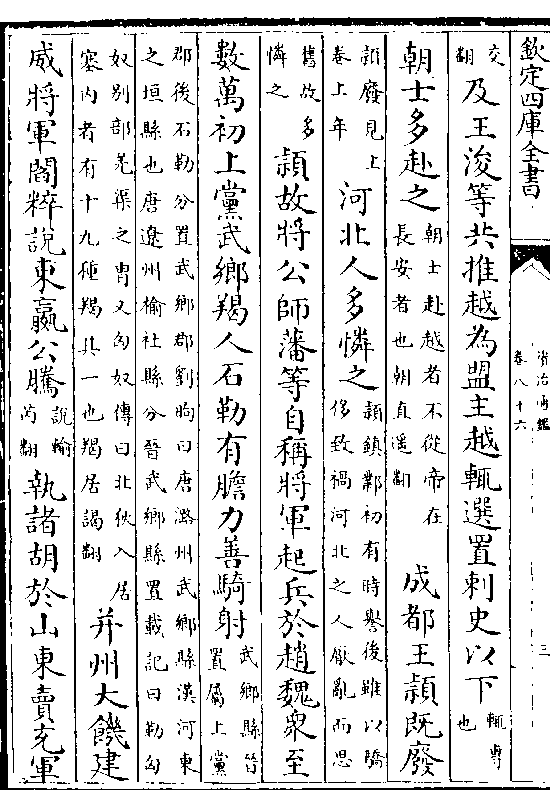 欽定四庫全書
資治通鑑
卷八十六
三
交
翻
及王浚等共推越為盟主越輒選置刺史以下
輒專
也
朝士多赴之
朝士赴越者不從帝在
長安者也朝直遥翻
成都王頴既廢
頴廢見上
卷上年
河北人多憐之
頴鎮鄴初有時譽後雖以驕
侈致禍河北之人厭亂而思
舊故多
憐之
頴故將公師藩等自稱將軍起兵於趙魏衆至
數萬初上黨武鄉羯人石勒有膽力善騎射
武鄉縣晉
置屬上黨
郡後石勒分置武鄉郡劉昫曰唐潞州武鄉縣漢河東
之垣縣也唐遼州榆社縣分晉武鄉縣置載記曰勒匈
奴别部羌渠之冑又匈奴傳曰北狄入居
塞内者有十九種羯其一也羯居謁翻
并州大饑建
威將軍閻粹說東嬴公騰
說輸
芮翻
執諸胡於山東賣充軍